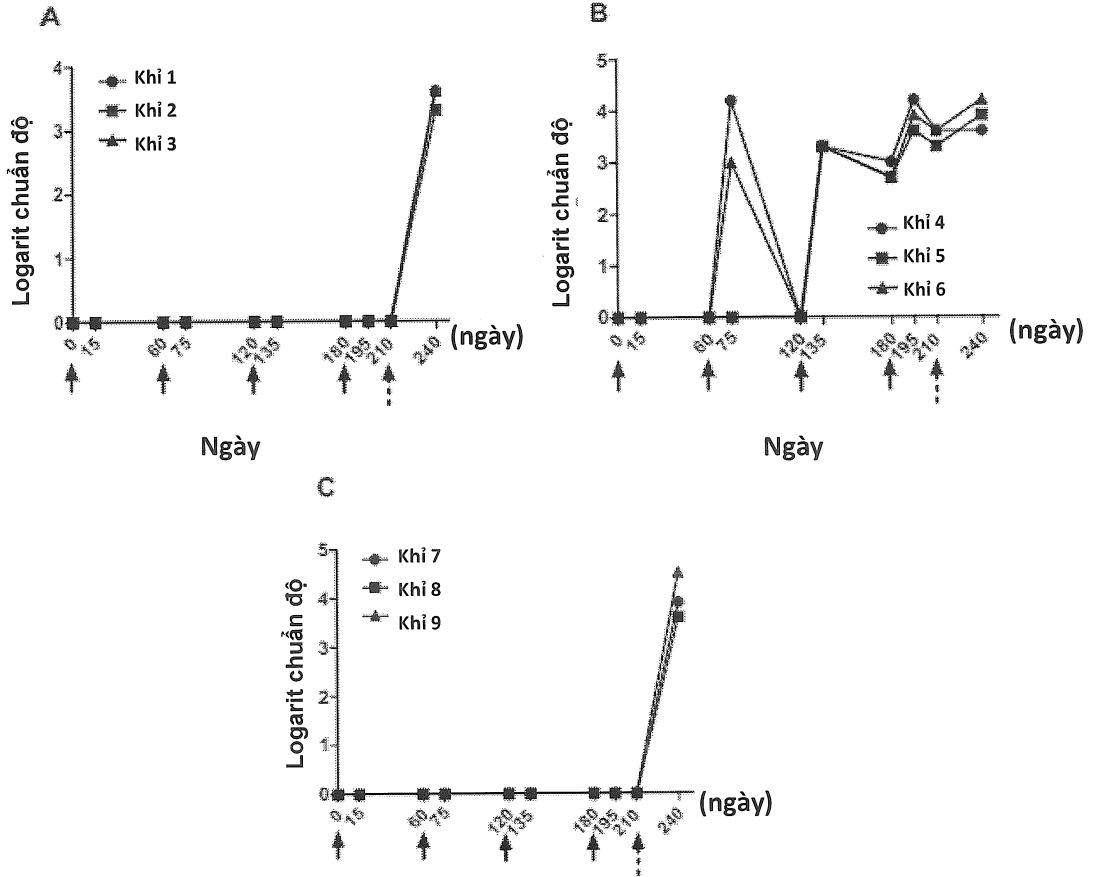 A
Logarit chuẩn độ
4
3
2
1
0
Khỉ 1
Khỉ 2
Khỉ 3
0 15 60 75 120 135 180 195 210 240
(ngày)
Ngày
B
Logarit chuẩn độ
5
4
3
2
1
0
Khỉ 4
Khỉ 5
Khỉ 6
0 15 60 75 120 135 180 195 210 240
(ngày)
Ngày
C
Logarit chuẩn độ
5
4
3
2
1
0
Khỉ 7
Khỉ 8
Khỉ 9
0 15 60 75 120 135 180 195 210 240
(ngày)